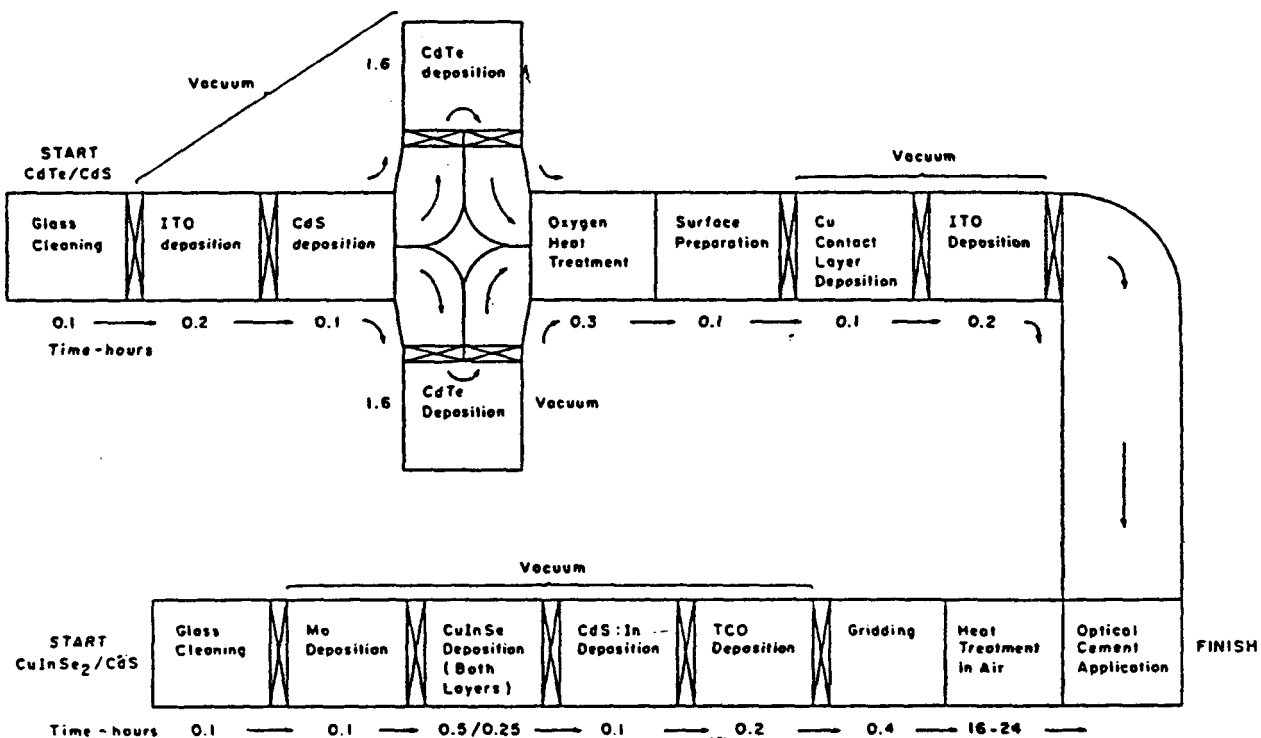 CdTe
deposition
1.6
Vacuum
START
CdTe/CdS
Vacuum
Glass
Cleaning
ITO
deposition
CdS
deposition
Oxygen
Heat
Treatment
Surface
Preparation
Cu
Contact
Layer
Deposition
ITO
Deposition
0.1
0.2
0.1
0.3
0.1
0.1
0.2
Time-hours
1.6
CdTe
Deposition
Vacuum
Vacuum
START
CuInSe2/CdS
Glass
Cleaning
Mo
Deposition
CuInSe
Deposition
(Both
Layers)
CdS:In
Deposition
TCO
Deposition
Gridding
Heat
Treatment
in Air
Optical
Cement
Application
FINISH
Time-hours 0.1 0.1 0.5/0.25 0.1 0.2 0.4 16-24